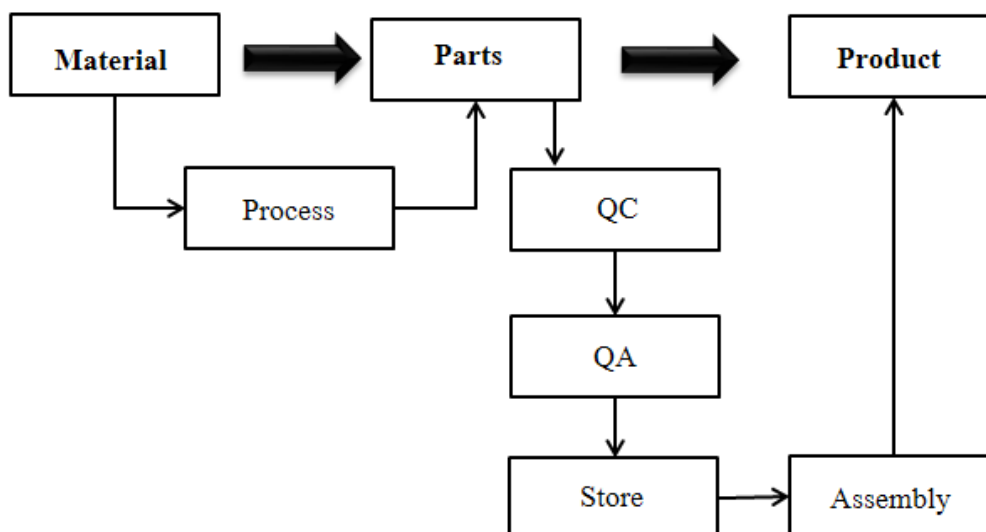 Material
Parts
Product
Process
QC
QA
Store
Assembly